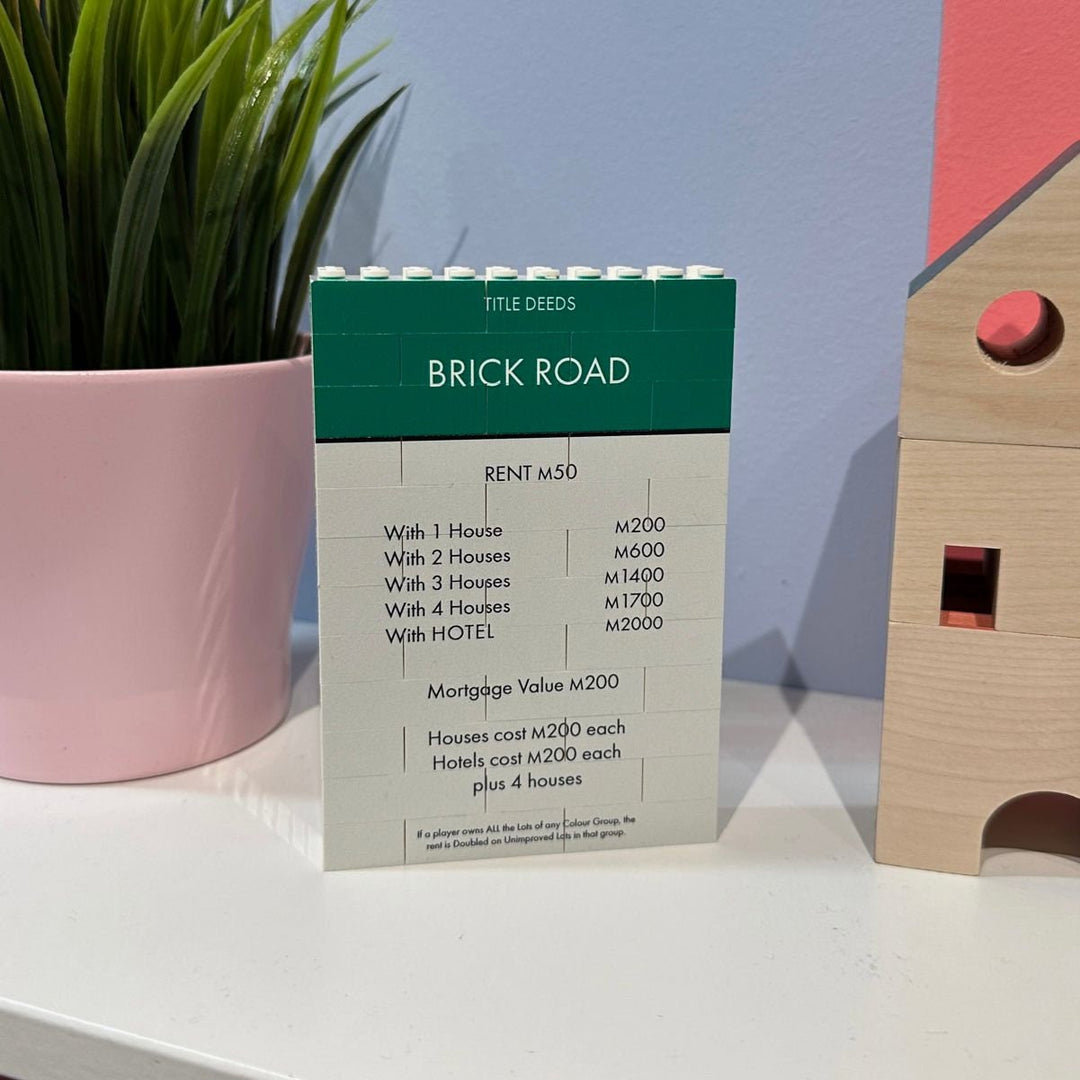 TITLE DEEDS
BRICK ROAD
RENT M50
With 1 House M200
With 2 Houses M600
With 3 Houses M1400
With 4 Houses M1700
With HOTEL M2000
Mortgage Value M200
Houses cost M200 each
Hotels cost M200 each
plus 4 houses
If a player owns ALL the Lots of any Colour Group, the
rent is Doubled on Unimproved Lots in that group.